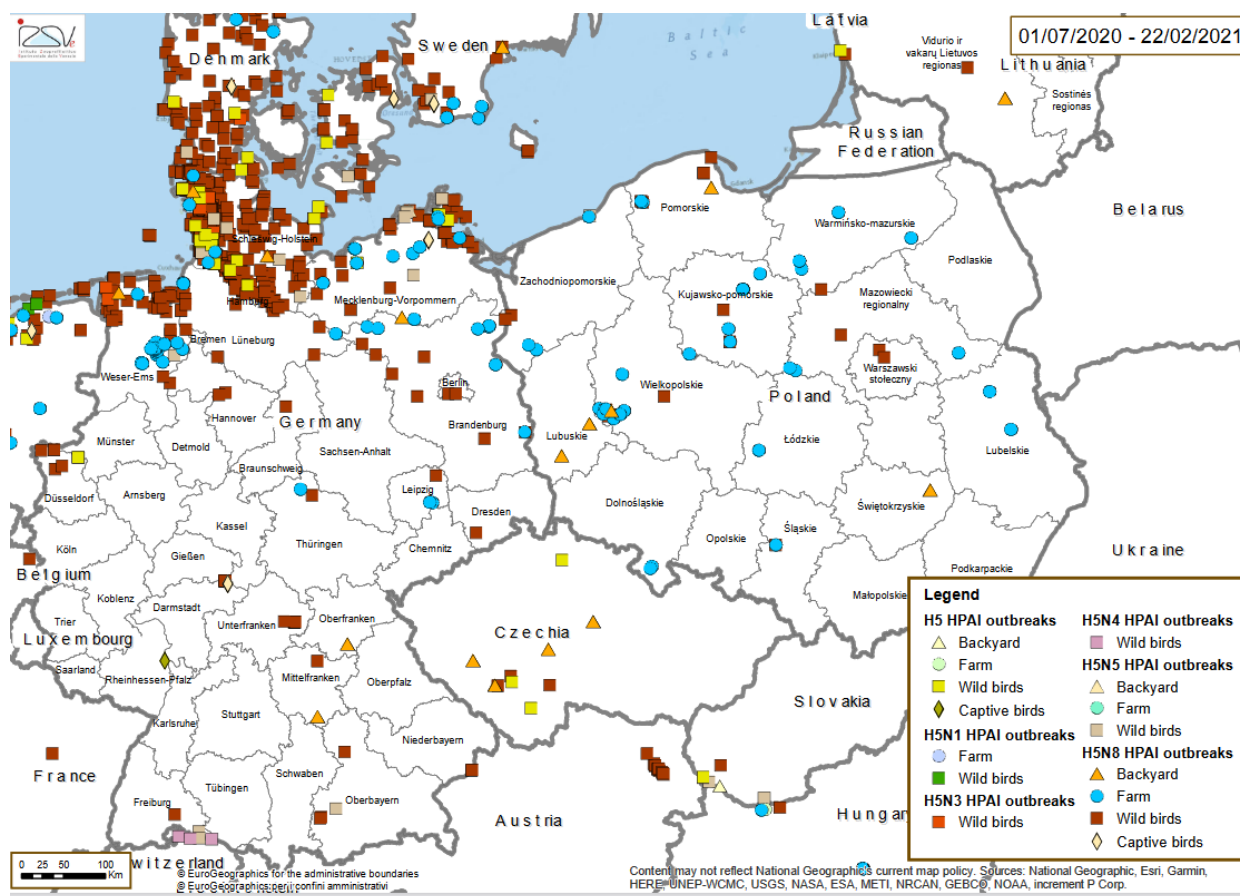 IZSVe
Istituto Zooprofilattico
Sperimentale delle Venezie
Latvia
01/07/2020 - 22/02/2021
Sweden
Baltic
Sea
Vidurio ir
vakarų Lietuvos
regionas
Denmark
Lithuania
Sostinės
regionas
Russian
Federation
Pomorskie
Belarus
Warmińsko-mazurskie
Schleswig-Holstein
Podlaskie
Zachodniopomorskie
Hamburg
Mecklenburg-Vorpommern
Kujawsko-pomorskie
Mazowiecki
regionalny
Bremen
Lüneburg
Weser-Ems
Berlin
Warszawski
stołeczny
Wielkopolskie
Poland
Hannover
Germany
Brandenburg
Lubuskie
Łódzkie
Lubelskie
Münster
Detmold
Sachsen-Anhalt
Braunschweig
Düsseldorf
Arnsberg
Leipzig
Dolnośląskie
Świętokrzyskie
Dresden
Kassel
Opolskie
Śląskie
Köln
Gießen
Thüringen
Chemnitz
Ukraine
Belgium
Podkarpackie
Koblenz
Darmstadt
Małopolskie
Trier
Unterfranken
Oberfranken
Czechia
Luxembourg
Saarland
Rheinhessen-Pfalz
Mittelfranken
Oberpfalz
Slovakia
Karlsruhe
Stuttgart
Niederbayern
France
Schwaben
Tübingen
Freiburg
Oberbayern
Austria
Hungary
witzerland
Legend
H5 HPAI outbreaks
Backyard
Farm
Wild birds
Captive birds
H5N1 HPAI outbreaks
Farm
Wild birds
H5N3 HPAI outbreaks
Wild birds
H5N4 HPAI outbreaks
Wild birds
H5N5 HPAI outbreaks
Backyard
Farm
Wild birds
H5N8 HPAI outbreaks
Backyard
Farm
Wild birds
Captive birds
0 25 50 100
Km
© EuroGeographics for the administrative boundaries
© EuroGeographics per i confini amministrativi
Content may not reflect National Geographic's current map policy. Sources: National Geographic, Esri, Garmin,
HERE, UNEP-WCMC, USGS, NASA, ESA, METI, NRCAN, GEBCO, NOAA, increment P Corp.